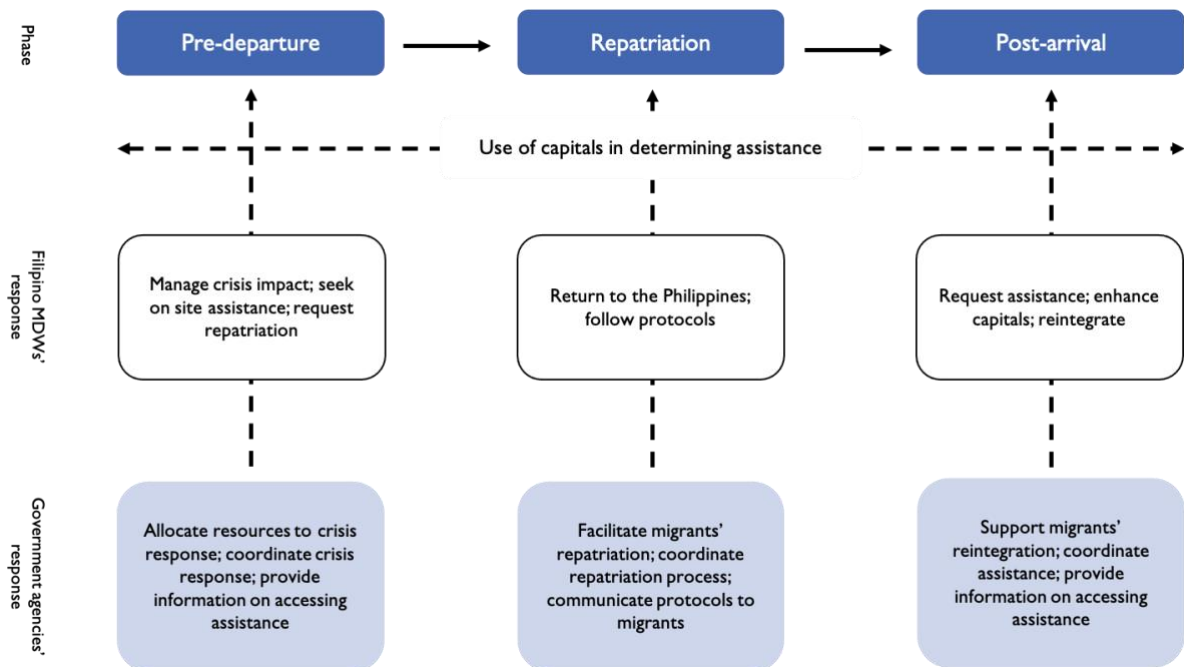 Phase
Pre-departure
Repatriation
Post-arrival
Use of capitals in determining assistance
Filipino MDWs'
response
Manage crisis impact; seek
on site assistance; request
repatriation
Return to the Philippines;
follow protocols
Request assistance; enhance
capitals; reintegrate
Government agencies'
response
Allocate resources to crisis
response; coordinate crisis
response; provide
information on accessing
assistance
Facilitate migrants'
repatriation; coordinate
repatriation process;
communicate protocols to
migrants
Support migrants'
reintegration; coordinate
assistance; provide
information on accessing
assistance